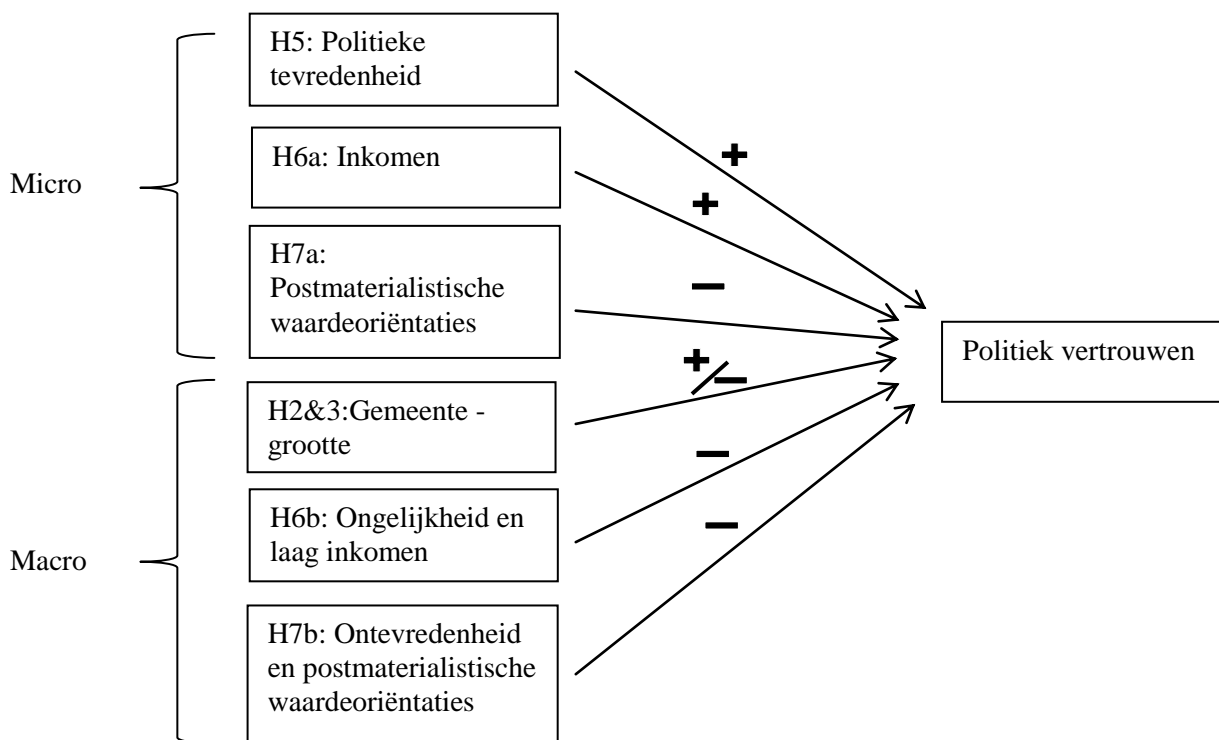 Micro
H5: Politieke
tevredenheid
H6a: Inkomen
H7a:
Postmaterialistische
waardeoriëntaties
Macro
H2&3:Gemeente -
grootte
H6b: Ongelijkheid en
laag inkomen
H7b: Ontevredenheid
en postmaterialistische
waardeoriëntaties
+
+
−
+/−
−
−
Politiek vertrouwen